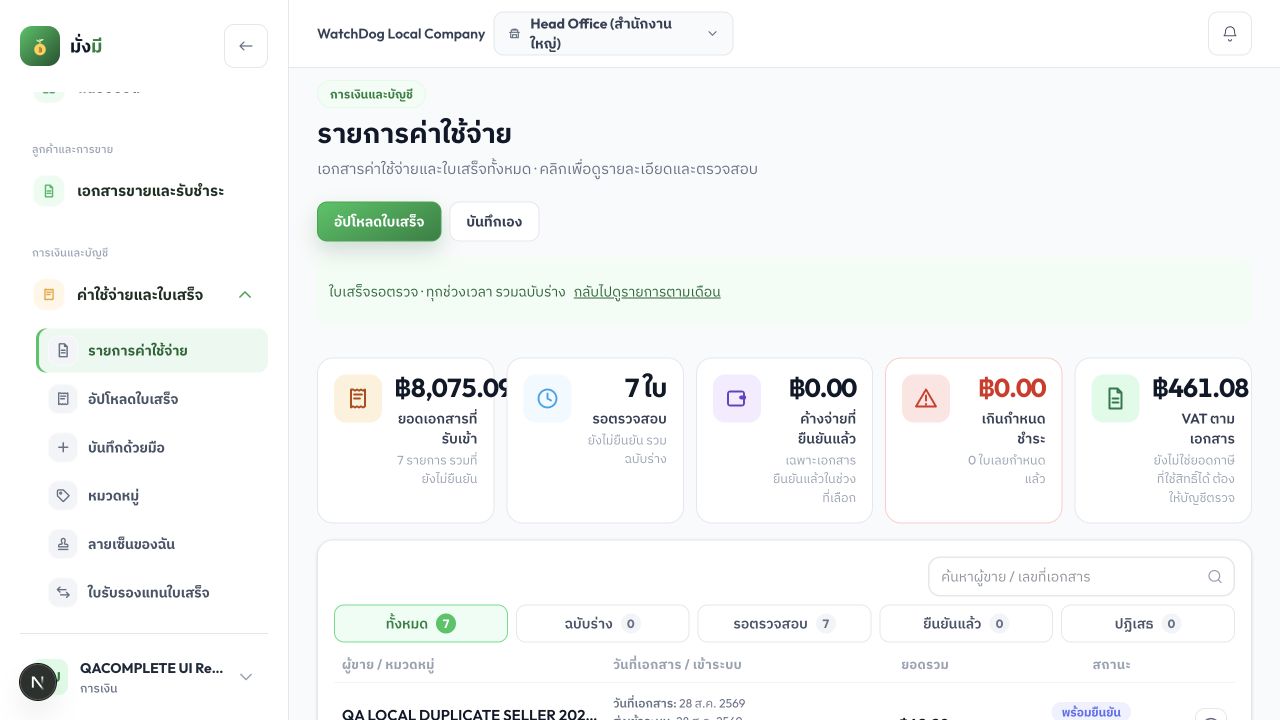 มั่งมี
ลูกค้าและการขาย
เอกสารขายและรับชำระ
การเงินและบัญชี
ค่าใช้จ่ายและใบเสร็จ
รายการค่าใช้จ่าย
อัปโหลดใบเสร็จ
บันทึกด้วยมือ
หมวดหมู่
ลายเซ็นของฉัน
ใบรับรองแทนใบเสร็จ
QACOMPLETE UI Re...
การเงิน
N
WatchDog Local Company
Head Office (สำนักงาน
ใหญ่)
การเงินและบัญชี
รายการค่าใช้จ่าย
เอกสารค่าใช้จ่ายและใบเสร็จทั้งหมด · คลิกเพื่อดูรายละเอียดและตรวจสอบ
อัปโหลดใบเสร็จ
บันทึกเอง
ใบเสร็จรอตรวจ · ทุกช่วงเวลา รวมฉบับร่าง กลับไปดูรายการตามเดือน
฿8,075.09
ยอดเอกสารที่
รับเข้า
7 รายการ รวมที่
ยังไม่ยืนยัน
7 ใบ
รอตรวจสอบ
ยังไม่ยืนยัน รวม
ฉบับร่าง
฿0.00
ค้างจ่ายที่
ยืนยันแล้ว
เฉพาะเอกสาร
ยืนยันแล้วในช่วง
ที่เลือก
฿0.00
เกินกำหนด
ชำระ
0 ใบเลยกำหนด
แล้ว
฿461.08
VAT ตาม
เอกสาร
ยังไม่ใช่ยอดภาษี
ที่ใช้สิทธิ์ได้ ต้อง
ให้บัญชีตรวจ
ค้นหาผู้ขาย / เลขที่เอกสาร
ทั้งหมด 7
ฉบับร่าง 0
รอตรวจสอบ 7
ยืนยันแล้ว 0
ปฏิเสธ 0
ผู้ขาย / หมวดหมู่ วันที่เอกสาร / เข้าระบบ ยอดรวม สถานะ
วันที่เอกสาร: 28 ส.ค. 2569
QA LOCAL DUPLICATE SELLER 202...
พร้อมยืนยัน